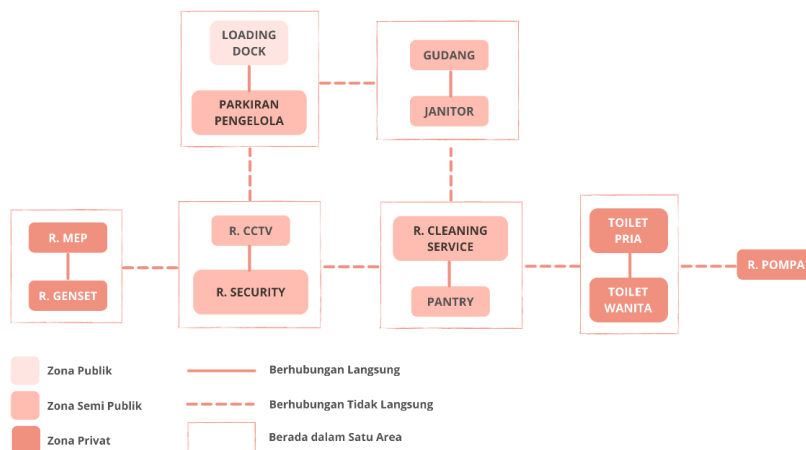 LOADING
DOCK
PARKIRAN
PENGELOLA
GUDANG
JANITOR
R. MEP
R. GENSET
R. CCTV
R. SECURITY
R. CLEANING
SERVICE
PANTRY
TOILET
PRIA
TOILET
WANITA
R. POMPA
Zona Publik
Zona Semi Publik
Zona Privat
Berhubungan Langsung
Berhubungan Tidak Langsung
Berada dalam Satu Area